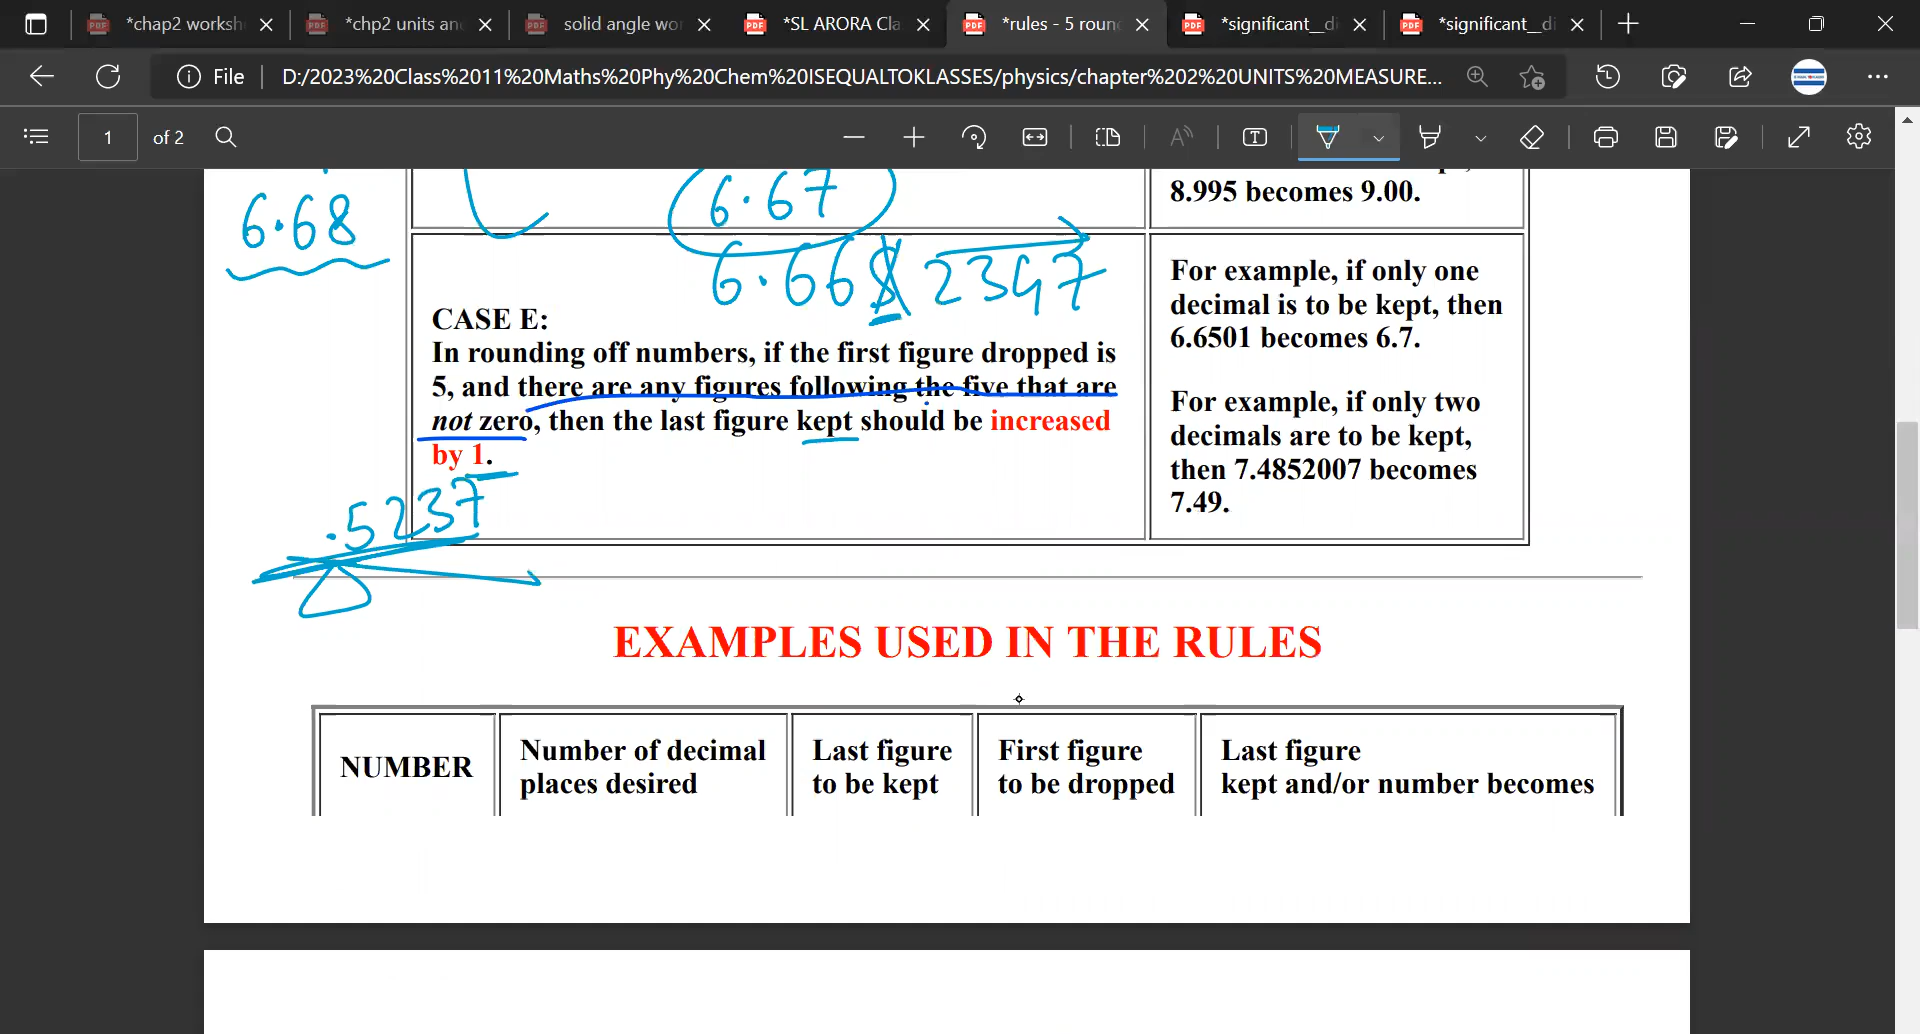 *chap2 worksh
*chp2 units an
solid angle wo
*SL ARORA Cla
*rules - 5 roun
*significant__di
*significant__di
File
D:/2023%20Class%2011%20Maths%20Phy%20Chem%20ISEQUALTOKLASSES/physics/chapter%202%20UNITS%20MEASURE...
1 of 2
6.68
6.67
8.995 becomes 9.00.
6.668 2347
CASE E:
In rounding off numbers, if the first figure dropped is
5, and there are any figures following the five that are
not zero, then the last figure kept should be increased
by 1.
For example, if only one
decimal is to be kept, then
6.6501 becomes 6.7.
For example, if only two
decimals are to be kept,
then 7.4852007 becomes
7.49.
.5237
EXAMPLES USED IN THE RULES
NUMBER
Number of decimal
places desired
Last figure
to be kept
First figure
to be dropped
Last figure
kept and/or number becomes